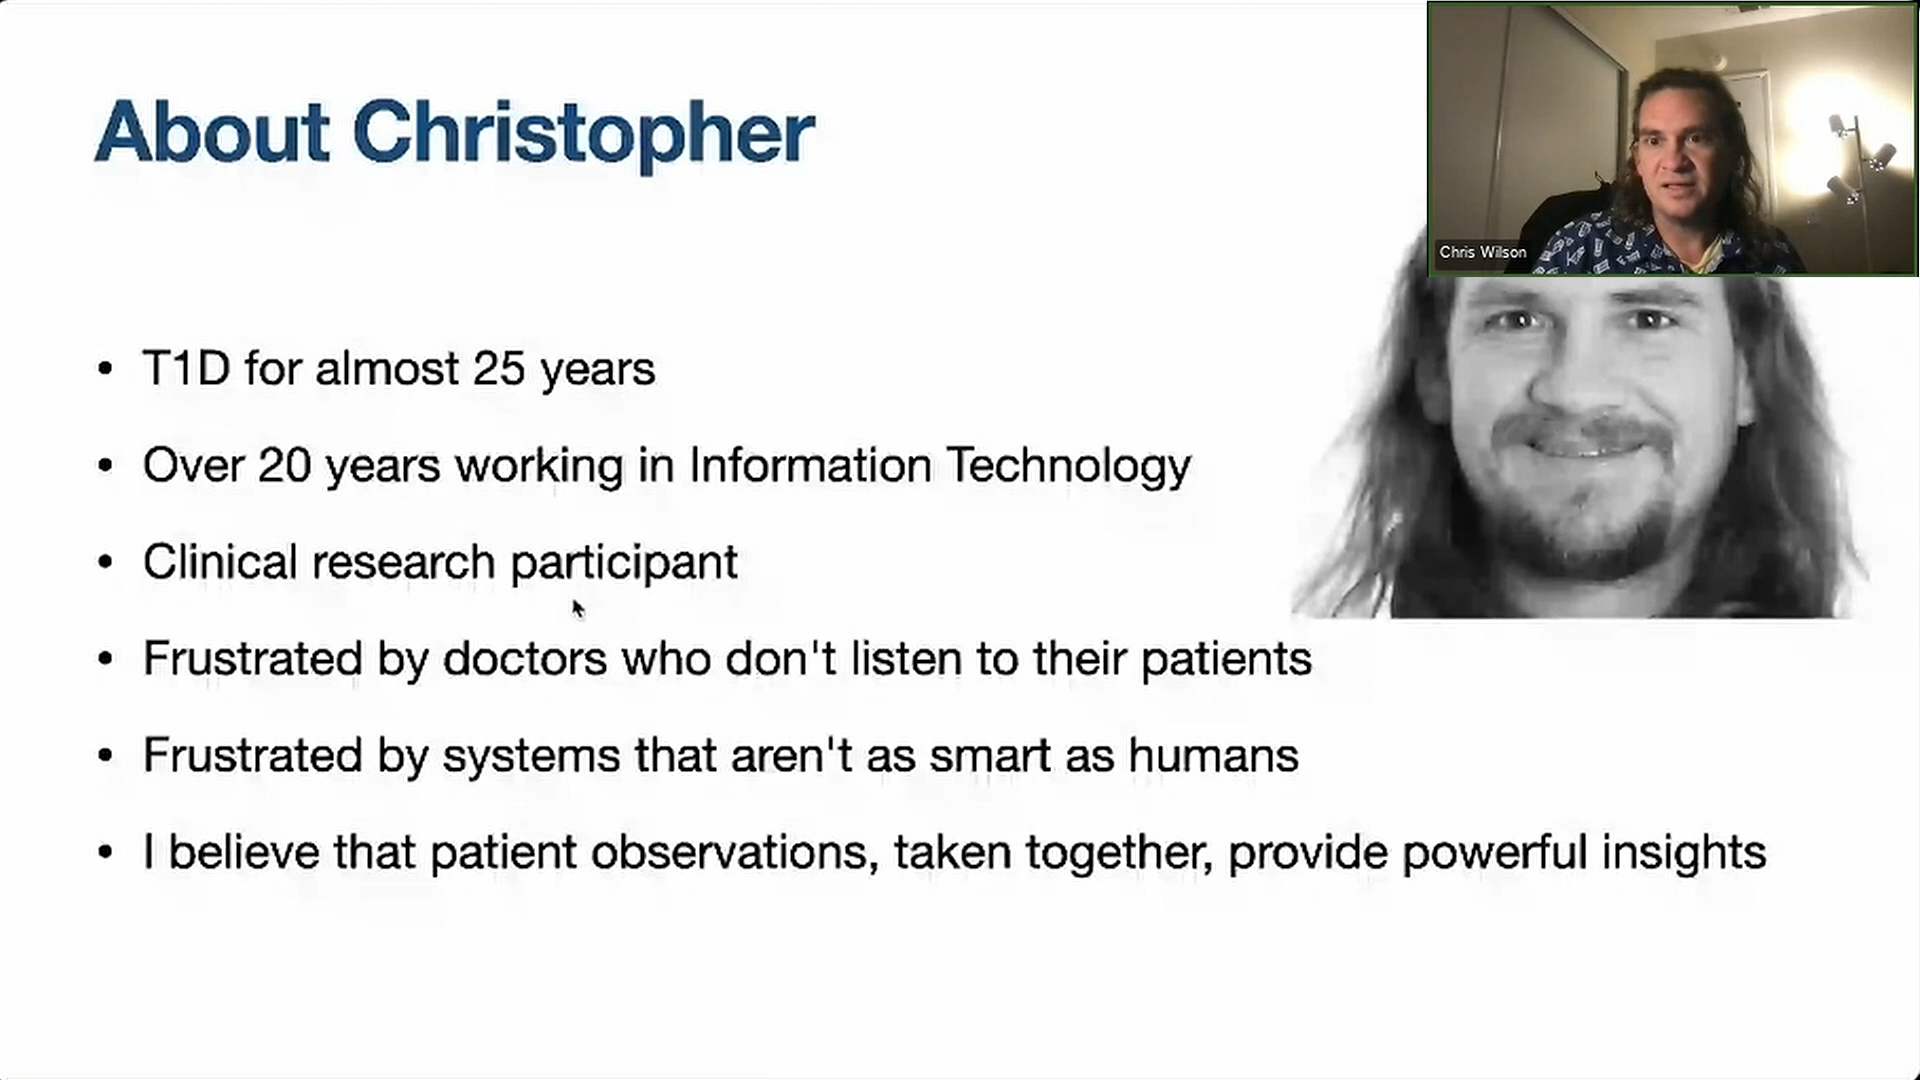 About Christopher
Chris Wilson
• T1D for almost 25 years
• Over 20 years working in Information Technology
• Clinical research participant
• Frustrated by doctors who don't listen to their patients
• Frustrated by systems that aren't as smart as humans
• I believe that patient observations, taken together, provide powerful insights